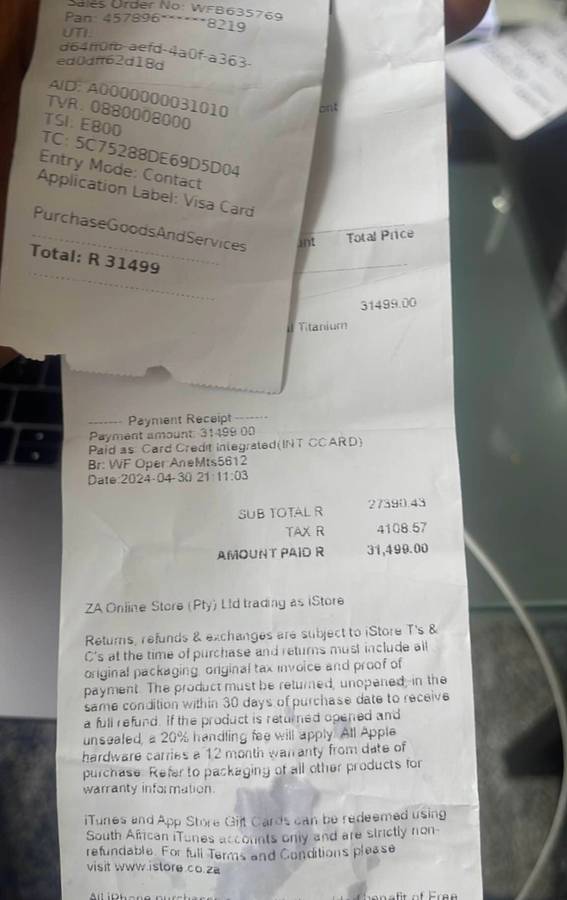 Sales Order No: WFB635769
Pan: 457896******8219
UTI:
d64ff0fb-aefd-4a0f-a363-
ed0dff62d18d
AID: A0000000031010
TVR: 0880008000
TSI: E800
TC: 5C75288DE69D5D04
Entry Mode: Contact
Application Label: Visa Card
PurchaseGoodsAndServices
Total: R 31499
Total Price
31499.00
Titanium
------- Payment Receipt -------
Payment amount: 31499.00
Paid as: Card Credit integrated(INT CCARD)
Br: WF Oper:AneMts5612
Date:2024-04-30 21:11:03
SUB TOTAL R 27390.43
TAX R 4108.57
AMOUNT PAID R 31,499.00
ZA Online Store (Pty) Ltd trading as iStore
Returns, refunds & exchanges are subject to iStore T's &
C's at the time of purchase and returns must include all
original packaging, original tax invoice and proof of
payment. The product must be returned, unopened, in the
same condition within 30 days of purchase date to receive
a full refund. If the product is returned opened and
unsealed, a 20% handling fee will apply. All Apple
hardware carries a 12 month warranty from date of
purchase. Refer to packaging of all other products for
warranty information.
iTunes and App Store Gift Cards can be redeemed using
South African iTunes accounts only and are strictly non-
refundable. For full Terms and Conditions please
visit www.istore.co.za
All iPhone benefit of Free